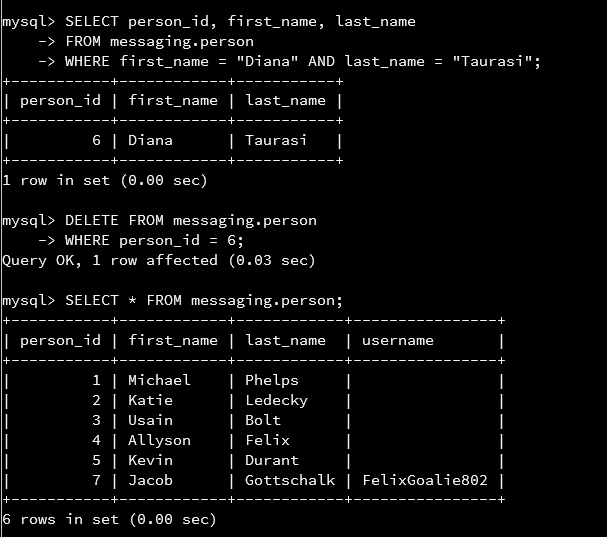 mysql> SELECT person_id, first_name, last_name
    -> FROM messaging.person
    -> WHERE first_name = "Diana" AND last_name = "Taurasi";
+-----------+------------+-----------+
| person_id | first_name | last_name |
+-----------+------------+-----------+
|         6 | Diana      | Taurasi   |
+-----------+------------+-----------+
1 row in set (0.00 sec)

mysql> DELETE FROM messaging.person
    -> WHERE person_id = 6;
Query OK, 1 row affected (0.03 sec)

mysql> SELECT * FROM messaging.person;
+-----------+------------+------------+----------------+
| person_id | first_name | last_name  | username       |
+-----------+------------+------------+----------------+
|         1 | Michael    | Phelps     |                |
|         2 | Katie      | Ledecky    |                |
|         3 | Usain      | Bolt       |                |
|         4 | Allyson    | Felix      |                |
|         5 | Kevin      | Durant     |                |
|         7 | Jacob      | Gottschalk | FelixGoalie802 |
+-----------+------------+------------+----------------+
6 rows in set (0.00 sec)